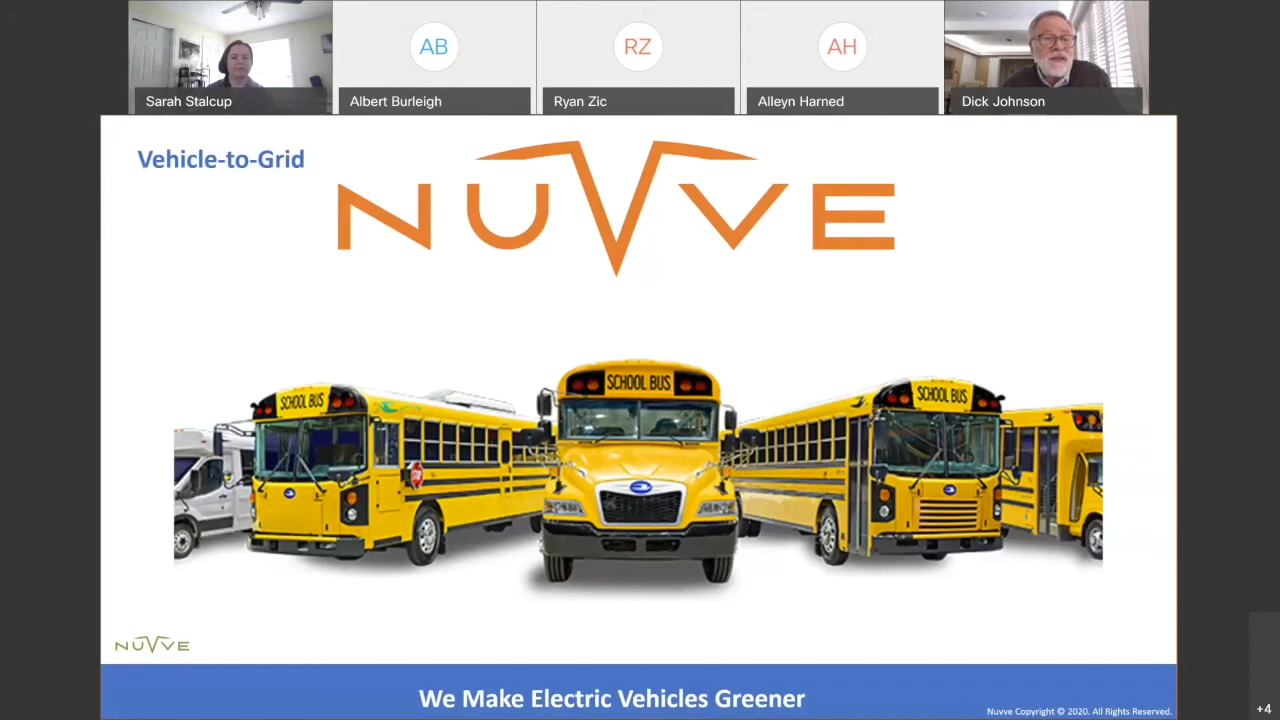 AB
RZ
AH
Sarah Stalcup
Albert Burleigh
Ryan Zic
Alleyn Harned
Dick Johnson
Vehicle-to-Grid
NUVVE
SCHOOL BUS
SCHOOL BUS
SCHOOL BUS
STOP
NUVVE
We Make Electric Vehicles Greener
Nuvve Copyright © 2020. All Rights Reserved.
+4